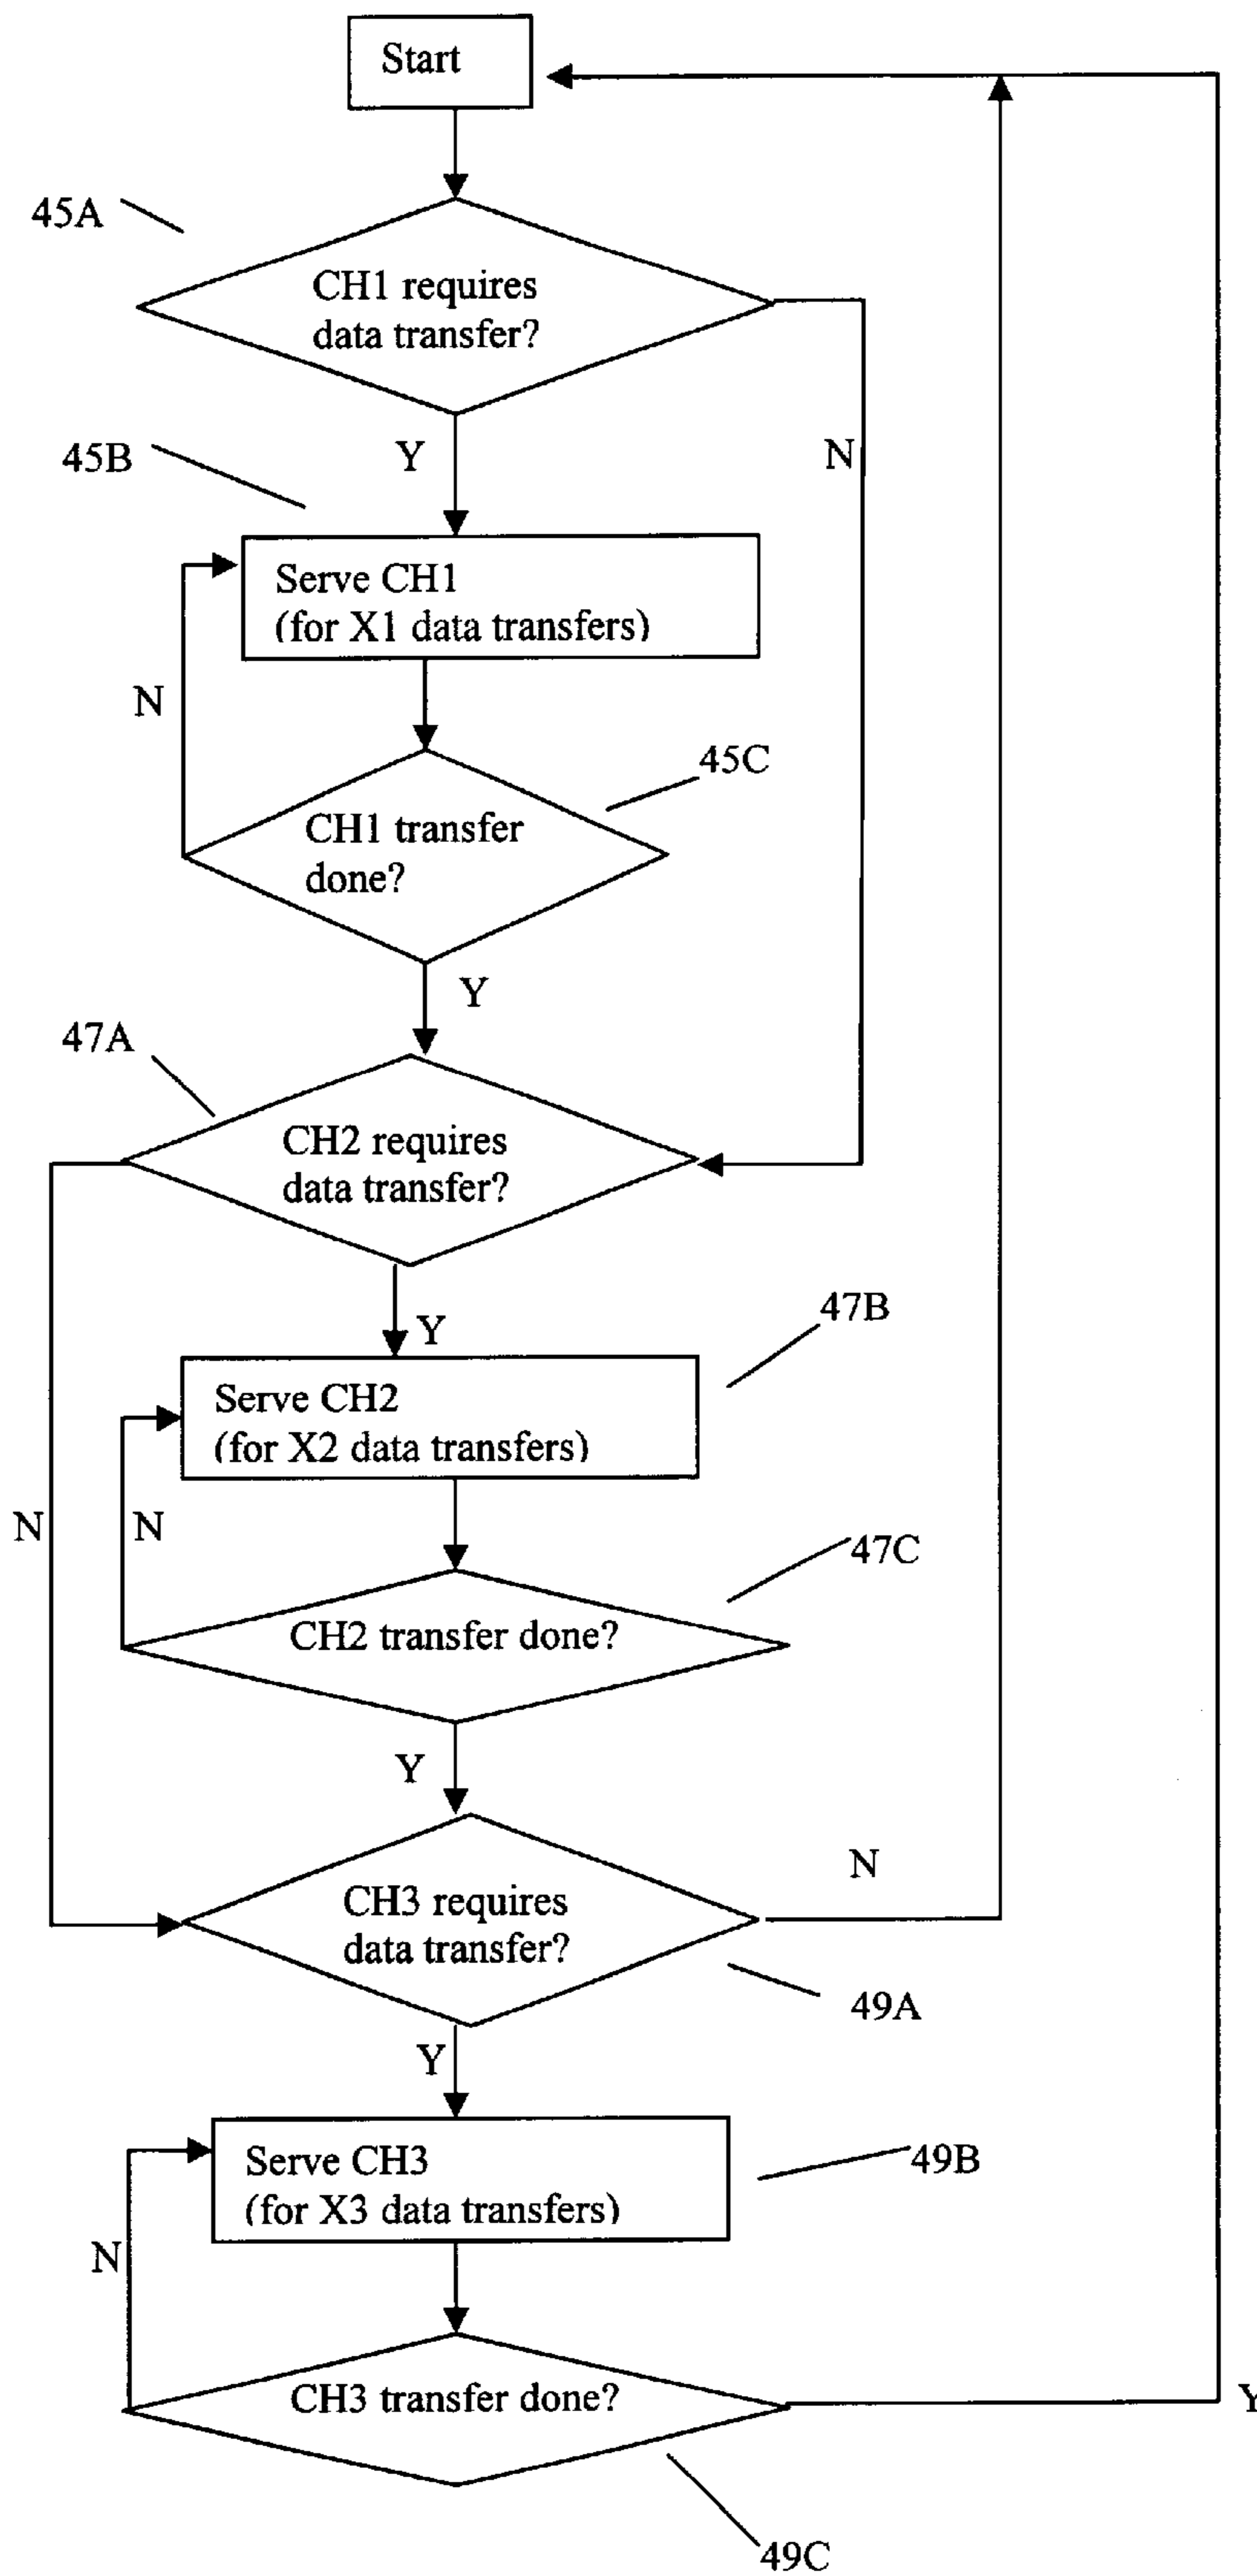 Start
45A
CH1 requires
data transfer?
45B
Y
N
Serve CH1
(for X1 data transfers)
N
45C
CH1 transfer
done?
Y
47A
CH2 requires
data transfer?
47B
Y
Serve CH2
(for X2 data transfers)
N
N
47C
CH2 transfer done?
Y
N
CH3 requires
data transfer?
49A
Y
Serve CH3
(for X3 data transfers)
49B
N
CH3 transfer done?
Y
49C